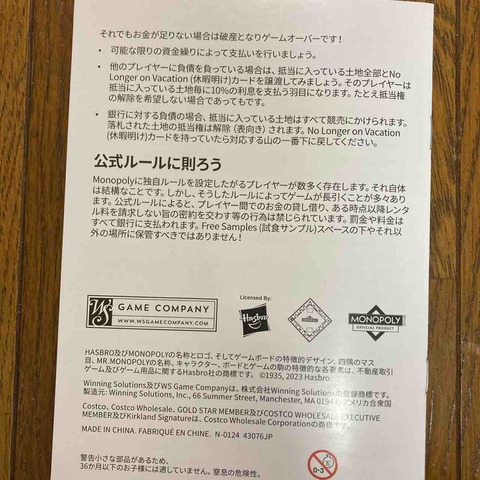 それでもお金が足りない場合は破産となりゲームオーバーです！
• 可能な限りの資金繰りによって支払いを行いましょう。
• 他のプレイヤーに負債を負っている場合は、抵当に入っている土地全部とNo
Longer on Vacation (休暇明け)カードを譲渡してみましょう。そのプレイヤーは
抵当に入っている土地毎に10%の利息を支払う羽目になります。たとえ抵当権
の解除を希望しない場合であってもです。
• 銀行に対する負債の場合、抵当に入っている土地はすべて競売にかけられます。
落札された土地の抵当権は解除（表向き）されます。No Longer on Vacation
(休暇明け)カードを持っていたら対応する山の一番下に戻してください。
公式ルールに則ろう
Monopolyに独自ルールを設定したがるプレイヤーが数多く存在します。それ自体
は結構なことです。しかし、そうしたルールによってゲームが長引くことが多々あり
ます。公式ルールによると、プレイヤー間でのお金の貸し借り、ある時点以降レンタ
ル料を請求しない旨の密約を交わす等の行為は禁じられています。罰金や料金は
すべて銀行に支払われます。Free Samples (試食サンプル)スペースの下やそれ以
外の場所に保管すべきではありません！
WS GAME COMPANY
WWW.WSGAMECOMPANY.COM
Licensed By:
Hasbro
MONOPOLY
OFFICIAL PRODUCT
HASBRO及びMONOPOLYの名称とロゴ、そしてゲームボードの特徴的デザイン、四隅のマス
目、MR.MONOPOLYの名称、キャラクター、ボードとゲームの駒の特徴的な各要素は、不動産取引
ゲーム及びゲーム用品に関するHasbro社の商標です。©1935, 2023 Hasbro.
Winning Solutions及びWS Game Companyは、株式会社Winning Solutionsの登録商標です。
製造元: Winning Solutions, Inc., 66 Summer Street, Manchester, MA 01944, アメリカ合衆国
Costco、Costco Wholesale、GOLD STAR MEMBER及びCOSTCO WHOLESALE EXECUTIVE
MEMBER及びKirkland Signatureは、Costco Wholesale Corporationの商標です。
MADE IN CHINA. FABRIQUÉ EN CHINE. N-0124 43076JP
警告小さな部品があるため、
36か月以下のお子様には適していません。窒息の危険性。
0-3